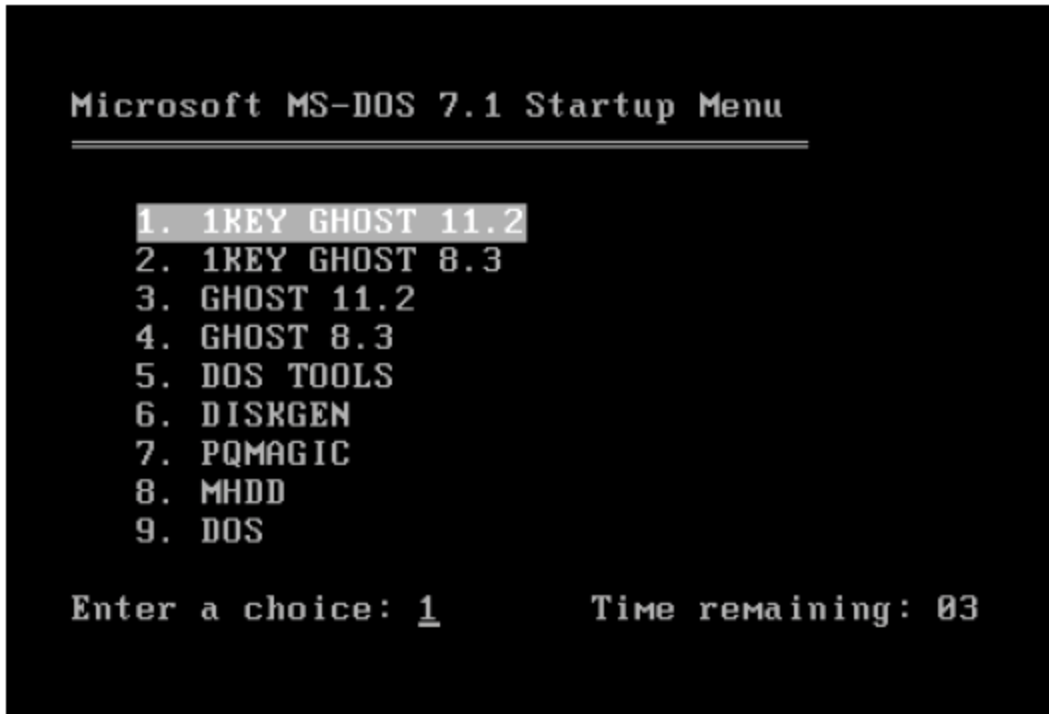 Microsoft MS-DOS 7.1 Startup Menu
1. 1KEY GHOST 11.2
2. 1KEY GHOST 8.3
3. GHOST 11.2
4. GHOST 8.3
5. DOS TOOLS
6. DISKGEN
7. PQMAGIC
8. MHDD
9. DOS
Enter a choice: 1 Time remaining: 03